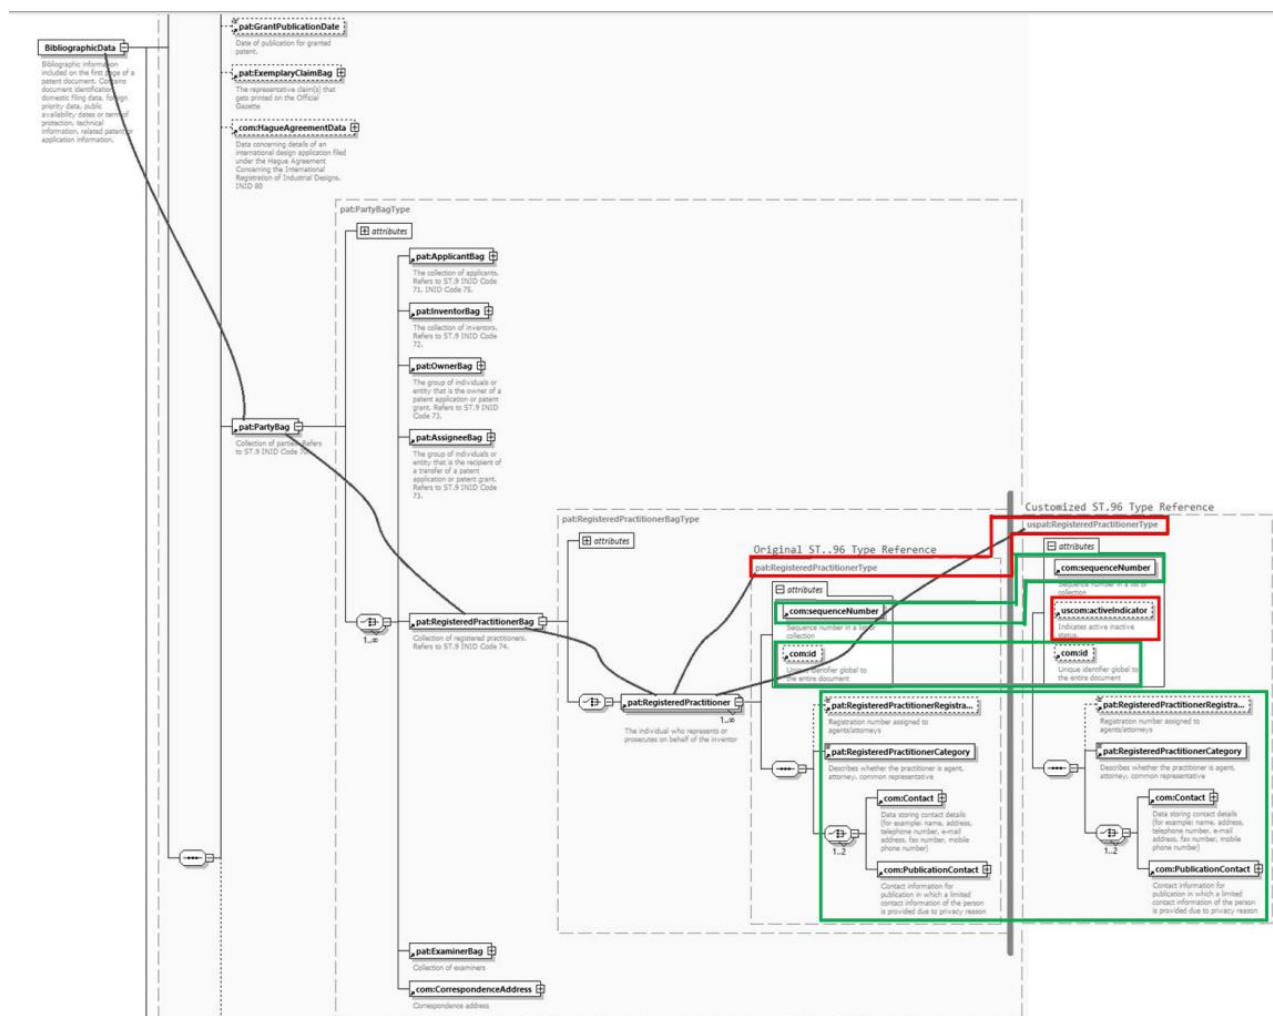 pat:GrantPublicationDate
Date of publication for granted
patent.
BibliographicData
Bibliographic information
included on the first page of a
patent document. Contains
document identification,
domestic filing data, foreign
priority data, public
availability dates or term of
protection, technical
information, related patent or
application information.
pat:ExemplaryClaimBag
The representative claim(s) that
gets printed on the Official
Gazette
com:HagueAgreementData
Data concerning details of an
international design application filed
under the Hague Agreement
Concerning the International
Registration of Industrial Designs.
INID 80
pat:PartyBagType
attributes
pat:ApplicantBag
The collection of applicants.
Refers to ST.9 INID Code
71. INID Code 75.
pat:InventorBag
The collection of inventors.
Refers to ST.9 INID Code
72.
pat:OwnerBag
The group of individuals or
entity that is the owner of a
patent application or patent
grant. Refers to ST.9 INID
Code 73.
pat:PartyBag
Collection of parties. Refers
to ST.9 INID Code 70.
pat:AssigneeBag
The group of individuals or
entity that is the recipient of
a transfer of a patent
application or patent grant.
Refers to ST.9 INID Code
73.
pat:RegisteredPractitionerBagType
attributes
1..∞
pat:RegisteredPractitionerBag
Collection of registered practitioners.
Refers to ST.9 INID Code 74.
pat:RegisteredPractitioner
1..∞
The individual who represents or
prosecutes on behalf of the inventor
Original ST..96 Type Reference
pat:RegisteredPractitionerType
attributes
com:sequenceNumber
Sequence number in a list or
collection
com:id
Unique identifier global to
the entire document
pat:RegisteredPractitionerRegistra...
Registration number assigned to
agents/attorneys
pat:RegisteredPractitionerCategory
Describes whether the practitioner is agent,
attorney, common representative
1..2
com:Contact
Data storing contact details
(for example: name, address,
telephone number, e-mail
address, fax number, mobile
phone number)
com:PublicationContact
Contact information for
publication in which a limited
contact information of the person
is provided due to privacy reason
Customized ST.96 Type Reference
uspat:RegisteredPractitionerType
attributes
com:sequenceNumber
Sequence number in a list or
collection
uscom:activeIndicator
Indicates active inactive
status.
com:id
Unique identifier global to
the entire document
pat:RegisteredPractitionerRegistra...
Registration number assigned to
agents/attorneys
pat:RegisteredPractitionerCategory
Describes whether the practitioner is agent,
attorney, common representative
1..2
com:Contact
Data storing contact details
(for example: name, address,
telephone number, e-mail
address, fax number, mobile
phone number)
com:PublicationContact
Contact information for
publication in which a limited
contact information of the person
is provided due to privacy reason
pat:ExaminerBag
Collection of examiners
com:CorrespondenceAddress
Correspondence address